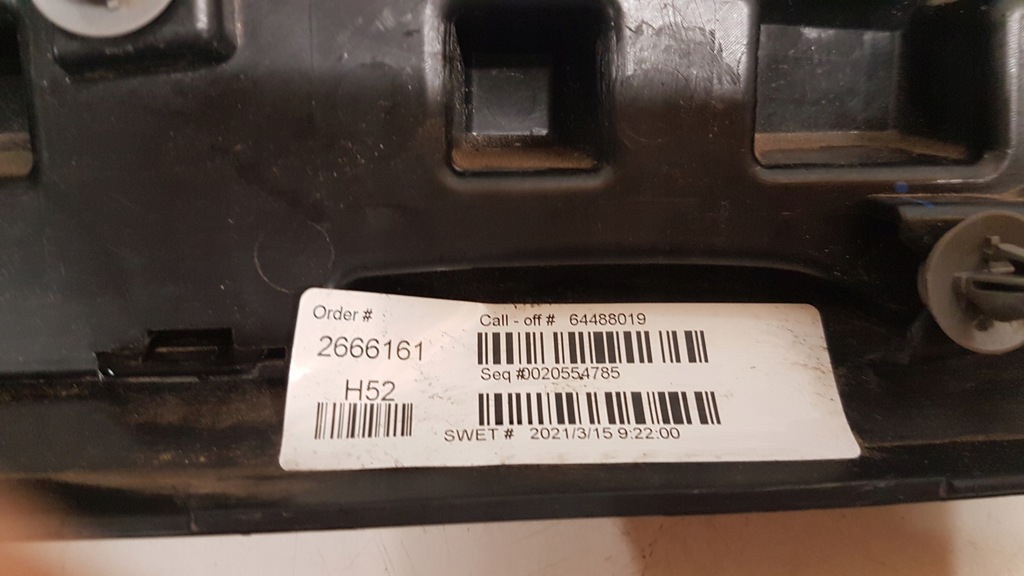 Order #
2666161
H52
Call - off # 64488019
Seq #0020554785
SWET # 2021/3/15 9:22:00